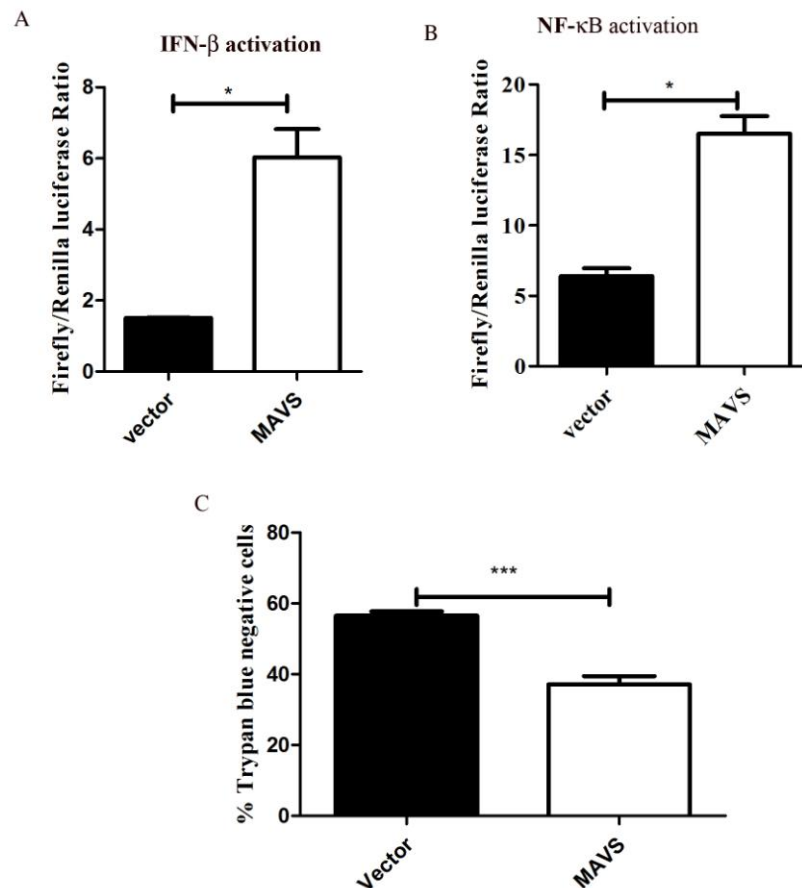 A
IFN-β activation
Firefly/Renilla luciferase Ratio
8
6
4
2
0
*
vector
MAVS
B
NF-κB activation
Firefly/Renilla luciferase Ratio
20
15
10
5
0
*
vector
MAVS
C
% Trypan blue negative cells
80
60
40
20
0
***
Vector
MAVS